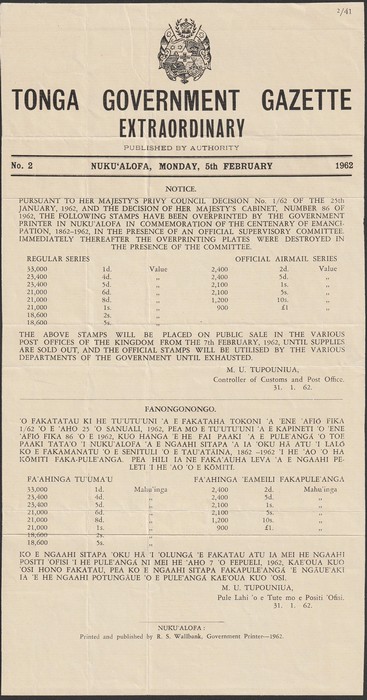 2/41
TONGA GOVERNMENT GAZETTE
EXTRAORDINARY
PUBLISHED BY AUTHORITY
No. 2 NUKU'ALOFA, MONDAY, 5th FEBRUARY 1962
NOTICE.
PURSUANT TO HER MAJESTY'S PRIVY COUNCIL DECISION No. 1/62 OF THE 25th
JANUARY, 1962, AND THE DECISION OF HER MAJESTY'S CABINET, NUMBER 86 OF
1962, THE FOLLOWING STAMPS HAVE BEEN OVERPRINTED BY THE GOVERNMENT
PRINTER IN NUKU'ALOFA IN COMMEMORATION OF THE CENTENARY OF EMANCI-
PATION, 1862-1962, IN THE PRESENCE OF AN OFFICIAL SUPERVISORY COMMITTEE.
IMMEDIATELY THEREAFTER THE OVERPRINTING PLATES WERE DESTROYED IN
THE PRESENCE OF THE COMMITTEE.
REGULAR SERIES OFFICIAL AIRMAIL SERIES
33,000 1d. Value 2,400 2d. Value
23,400 4d. „ 2,400 5d. „
23,400 5d. „ 2,100 1s. „
21,000 6d. „ 2,100 5s. „
21,000 8d. „ 1,200 10s. „
21,000 1s. „ 900 £1 „
18,600 2s. „
18,600 5s. „
THE ABOVE STAMPS WILL BE PLACED ON PUBLIC SALE IN THE VARIOUS
POST OFFICES OF THE KINGDOM FROM THE 7th FEBRUARY, 1962, UNTIL SUPPLIES
ARE SOLD OUT, AND THE OFFICIAL STAMPS WILL BE UTILISED BY THE VARIOUS
DEPARTMENTS OF THE GOVERNMENT UNTIL EXHAUSTED.
M. U. TUPOUNIUA,
Controller of Customs and Post Office.
31. 1. 62.
FANONGONONGO.
'O FAKATATAU KI HE TU'UTU'UNI 'A E FAKATAHA TOKONI 'A 'ENE 'AFIÓ FIKA
1/62 'O E 'AHO 25 'O SANUALI, 1962, PEA MO E TU'UTU'UNI 'A E KAPINETI 'O 'ENE
'AFIÓ FIKA 86 'O E 1962, KUO HANGA 'E HE FAI PAAKI 'A E PULE'ANGÁ 'O TOÉ
PAAKI TATA'O 'I NUKU'ALOFA 'A E NGAAHI SITAPA 'A IA 'OKU HÁ ATU 'I LALÓ
KO E FAKAMANATU 'O E SENITULI 'O E TAU'ATÁINA, 1862-1962 'I HE 'AO 'O HA
KÓMITI FAKA-PULE'ANGA. PEA HILI IA NE FAKA'AUHA LEVA 'A E NGAAHI PE-
LETI 'I HE 'AO 'O E KÓMITI.
FA'AHINGA TU'UMA'U FA'AHINGA 'EAMEILI FAKAPULE'ANGA
33,000 1d. Mahu'inga 2,400 2d. Mahu'inga
23,400 4d. „ 2,400 5d. „
23,400 5d. „ 2,100 1s. „
21,000 6d. „ 2,100 5s. „
21,000 8d. „ 1,200 10s. „
21,000 1s. „ 900 £1. „
18,600 2s. „
18,600 5s. „
KO E NGAAHI SITAPA 'OKU HÁ 'I 'OLUNGÁ 'E FAKATAU ATU IA MEI HE NGAAHI
POSITI 'OFISI 'I HE PULE'ANGÁ NI MEI HE 'AHO 7 'O FEPUELI, 1962, KAE'OUA KUO
'OSI HONO FAKATAU, PEA KO E NGAAHI SITAPA FAKAPULE'ANGÁ 'E NGÁUE'AKI
IA 'E HE NGAAHI POTUNGÁUE 'O E PULE'ANGÁ KAE'OUA KUO 'OSI.
M. U. TUPOUNIUA,
Pule Lahi 'o e Tute mo e Positi 'Ofisi.
31. 1. 62.
NUKU'ALOFA:
Printed and published by R. S. Wallbank, Government Printer—1962.